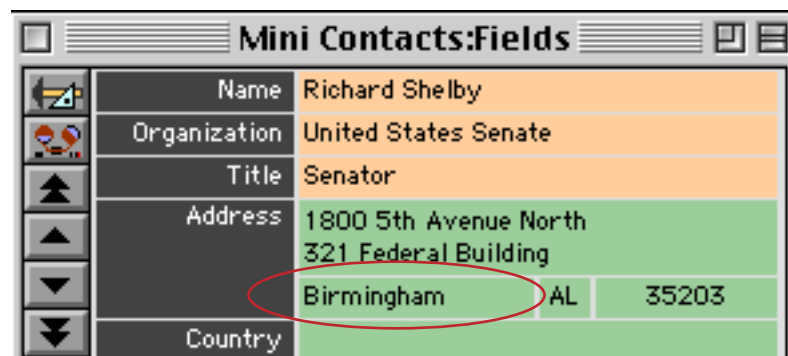 Mini Contacts:Fields
Name Richard Shelby
Organization United States Senate
Title Senator
Address 1800 5th Avenue North
321 Federal Building
Birmingham AL 35203
Country